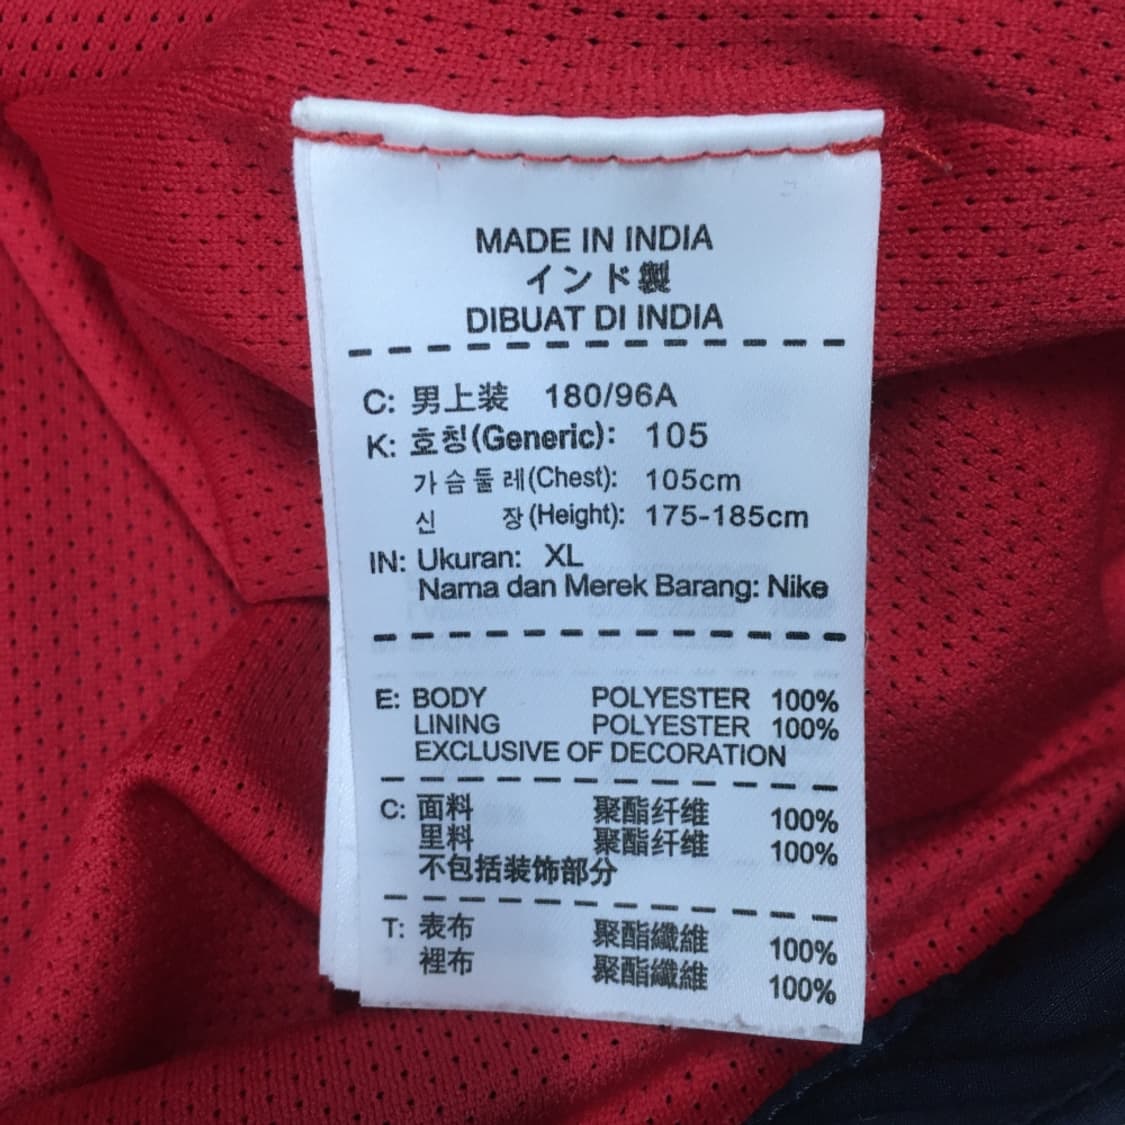 MADE IN INDIA
インド製
DIBUAT DI INDIA
C: 男上装 180/96A
K: 호칭(Generic): 105
가슴둘레(Chest): 105cm
신 장(Height): 175-185cm
IN: Ukuran: XL
Nama dan Merek Barang: Nike
E: BODY POLYESTER 100%
LINING POLYESTER 100%
EXCLUSIVE OF DECORATION
C: 面料 聚酯纤维 100%
里料 聚酯纤维 100%
不包括装饰部分
T: 表布 聚酯纖維 100%
裡布 聚酯纖維 100%